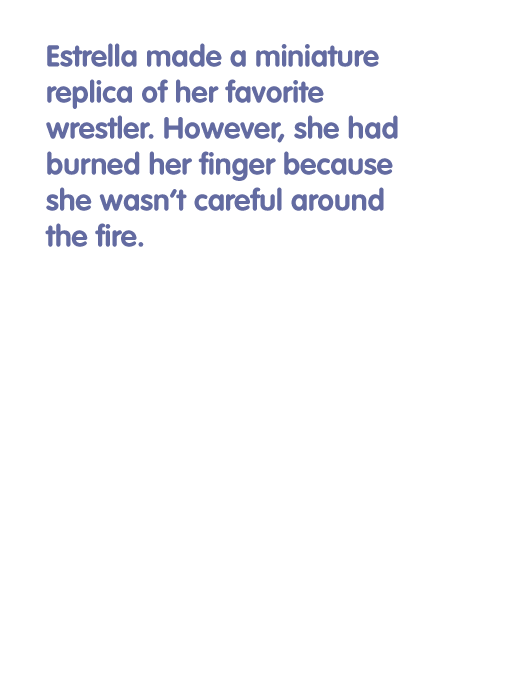 Estrella made a miniature
replica of her favorite
wrestler. However, she had
burned her finger because
she wasn't careful around
the fire.